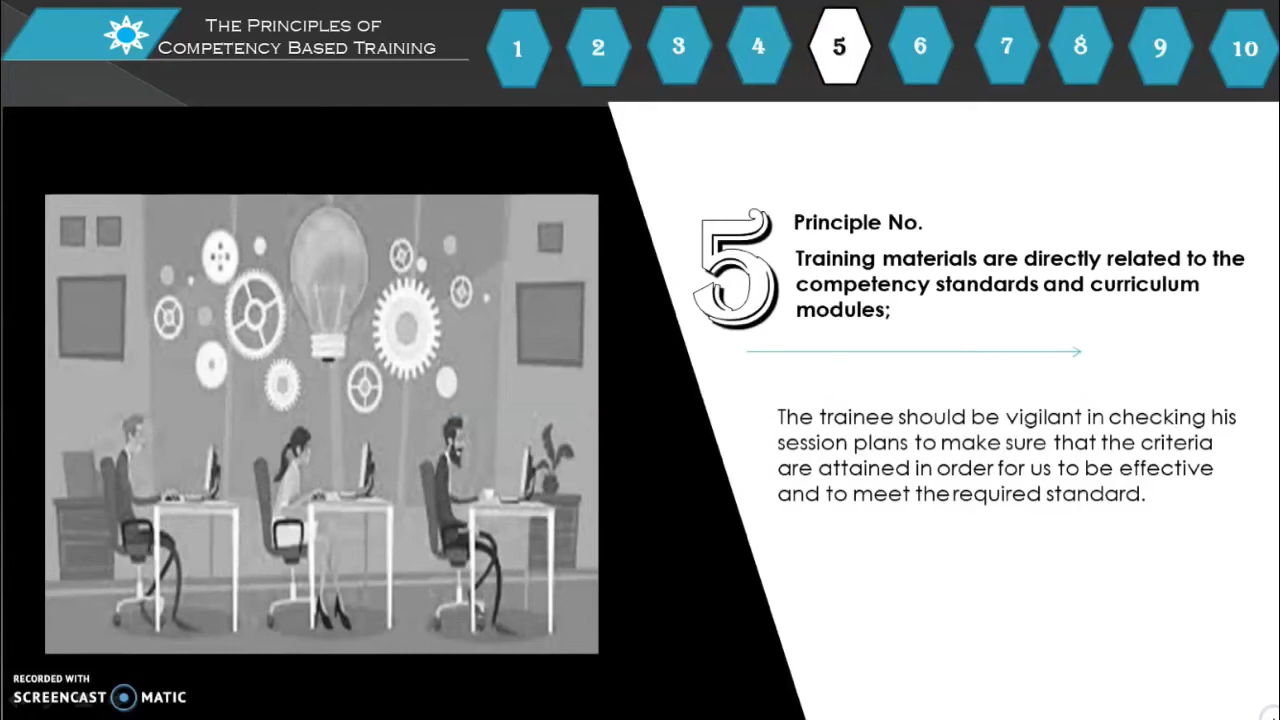 The Principles of
Competency Based Training
1 2 3 4 5 6 7 8 9 10
5
Principle No.
Training materials are directly related to the
competency standards and curriculum
modules;
The trainee should be vigilant in checking his
session plans to make sure that the criteria
are attained in order for us to be effective
and to meet the required standard.
RECORDED WITH
SCREENCAST MATIC